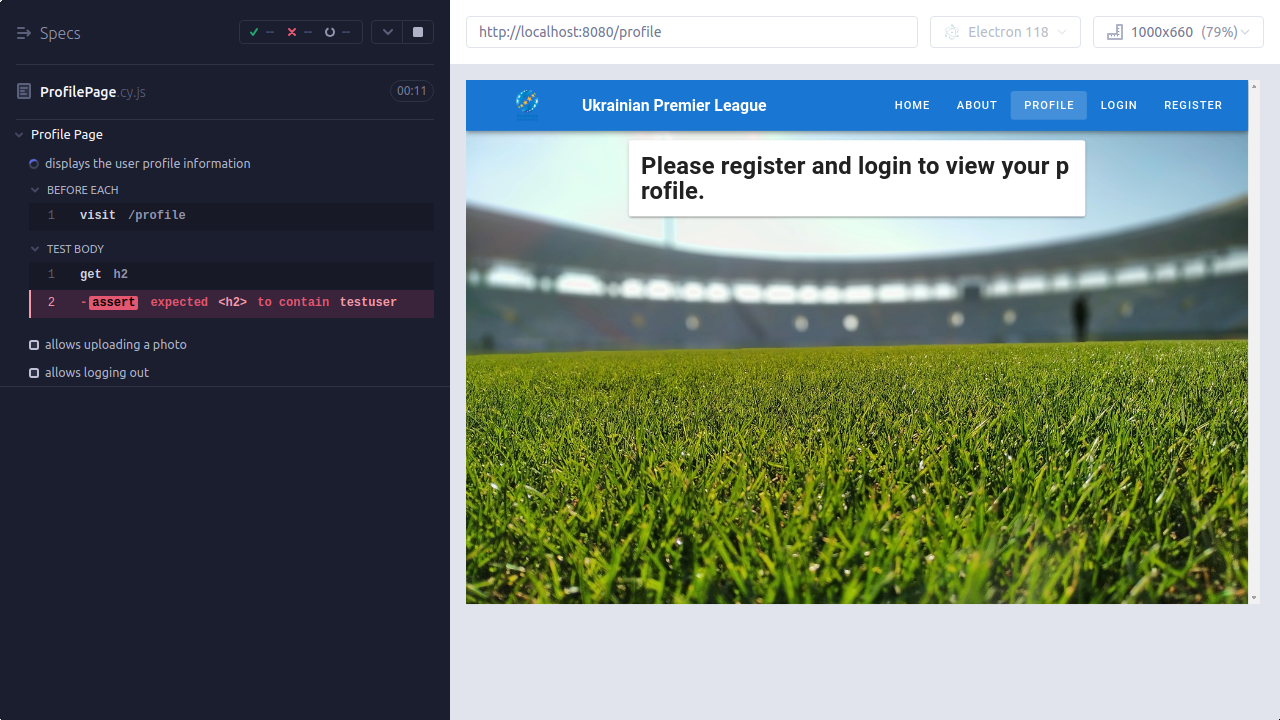 Specs
-- -- --
ProfilePage.cy.js
00:11
Profile Page
displays the user profile information
BEFORE EACH
1 visit /profile
TEST BODY
1 get h2
2 -assert expected <h2> to contain testuser
allows uploading a photo
allows logging out
http://localhost:8080/profile
Electron 118
1000x660 (79%)
Ukrainian Premier League
HOME ABOUT PROFILE LOGIN REGISTER
Please register and login to view your p
rofile.